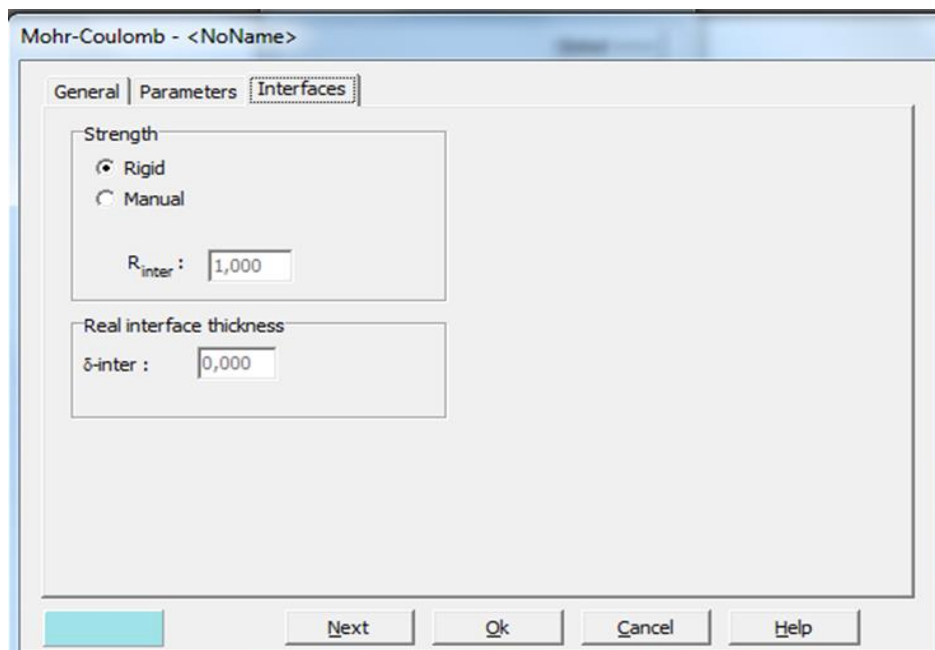 Mohr-Coulomb - <NoName>
General Parameters Interfaces
Strength
Rigid
Manual
Rinter : 1,000
Real interface thickness
δ-inter : 0,000
Next Ok Cancel Help